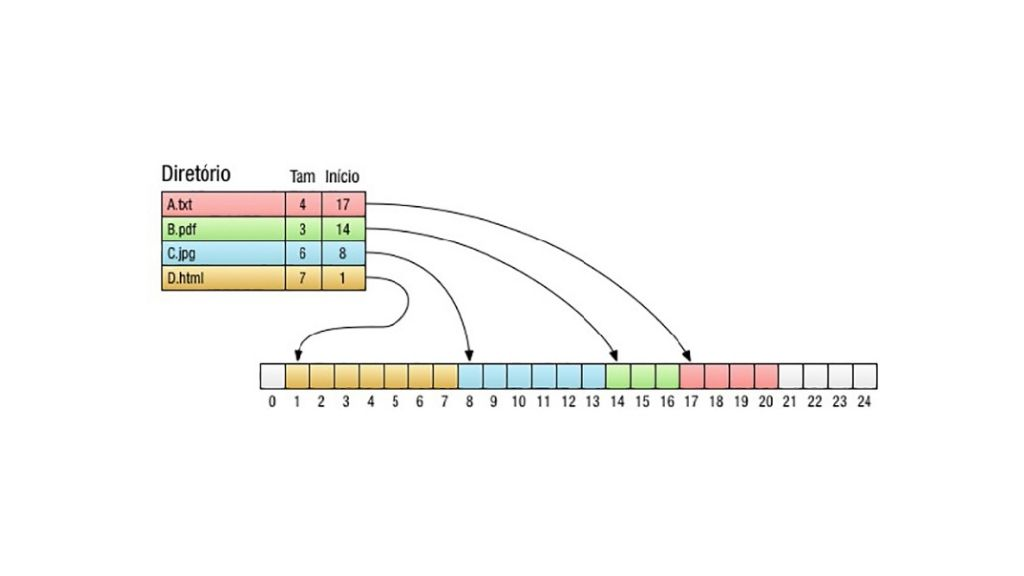 Diretório Tam Início
A.txt 4 17
B.pdf 3 14
C.jpg 6 8
D.html 7 1
0 1 2 3 4 5 6 7 8 9 10 11 12 13 14 15 16 17 18 19 20 21 22 23 24